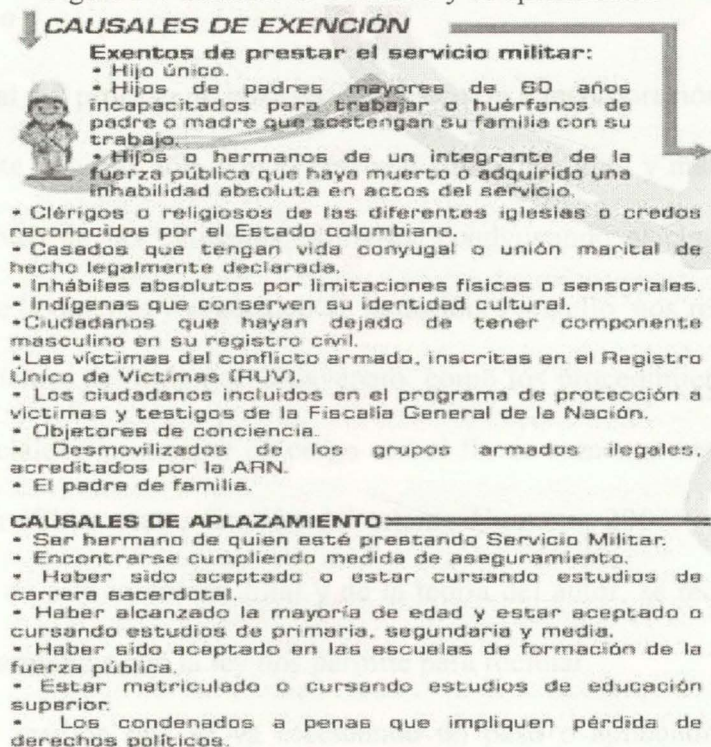 CAUSALES DE EXENCIÓN
Exentos de prestar el servicio militar:
• Hijo único.
• Hijos de padres mayores de 60 años
incapacitados para trabajar o huérfanos de
padre o madre que sostengan su familia con su
trabajo.
• Hijos o hermanos de un integrante de la
fuerza pública que haya muerto o adquirido una
inhabilidad absoluta en actos del servicio.
• Clérigos o religiosos de las diferentes iglesias o credos
reconocidos por el Estado colombiano.
• Casados que tengan vida conyugal o unión marital de
hecho legalmente declarada.
• Inhábiles absolutos por limitaciones físicas o sensoriales.
• Indígenas que conserven su identidad cultural.
•Ciudadanos que hayan dejado de tener componente
masculino en su registro civil.
•Las víctimas del conflicto armado, inscritas en el Registro
Único de Víctimas (RUV).
• Los ciudadanos incluidos en el programa de protección a
víctimas y testigos de la Fiscalía General de la Nación.
• Objetores de conciencia.
Desmovilizados de los grupos armados ilegales,
acreditados por la ARN.
• El padre de familia.
CAUSALES DE APLAZAMIENTO
• Ser hermano de quien esté prestando Servicio Militar.
• Encontrarse cumpliendo medida de aseguramiento.
• Haber sido aceptado o estar cursando estudios de
carrera sacerdotal.
• Haber alcanzado la mayoría de edad y estar aceptado o
cursando estudios de primaria, segundaria y media.
• Haber sido aceptado en las escuelas de formación de la
fuerza pública.
• Estar matriculado o cursando estudios de educación
superior.
• Los condenados a penas que impliquen pérdida de
derechos políticos.